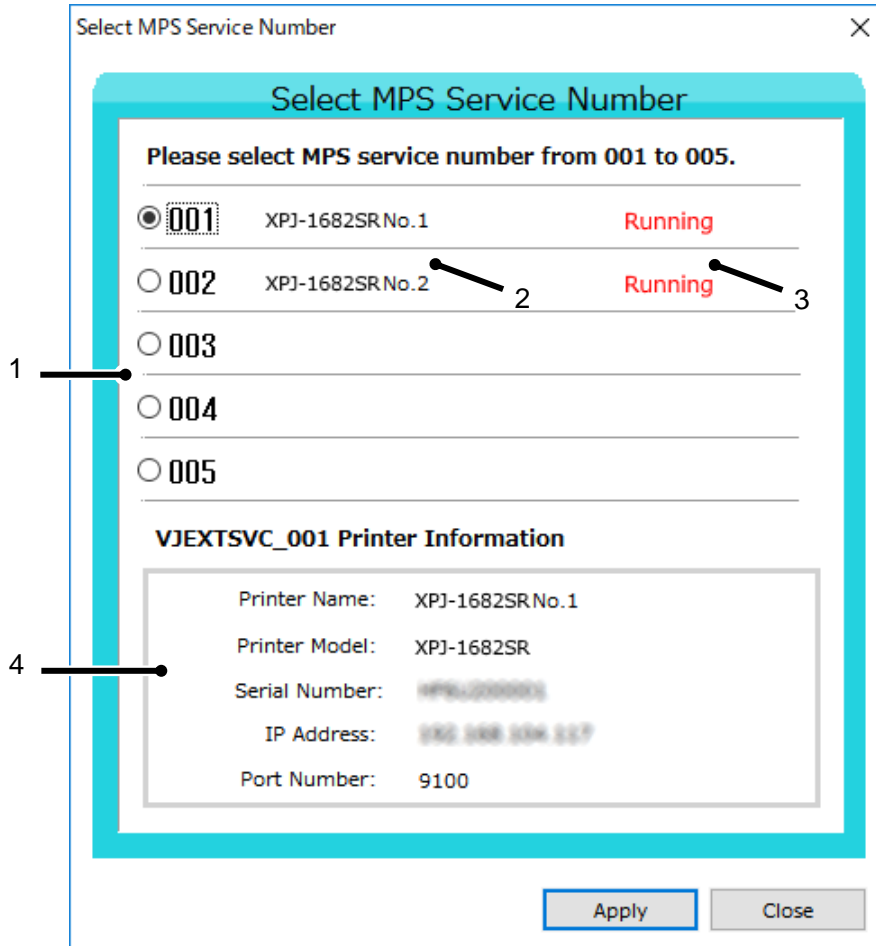 Select MPS Service Number
Select MPS Service Number
Please select MPS service number from 001 to 005.
001 XPJ-1682SR No.1 Running
002 XPJ-1682SR No.2 Running
2
3
003
1
004
005
VJEXTSVC_001 Printer Information
Printer Name: XPJ-1682SR No.1
Printer Model: XPJ-1682SR
4
Serial Number:
IP Address:
Port Number: 9100
Apply Close